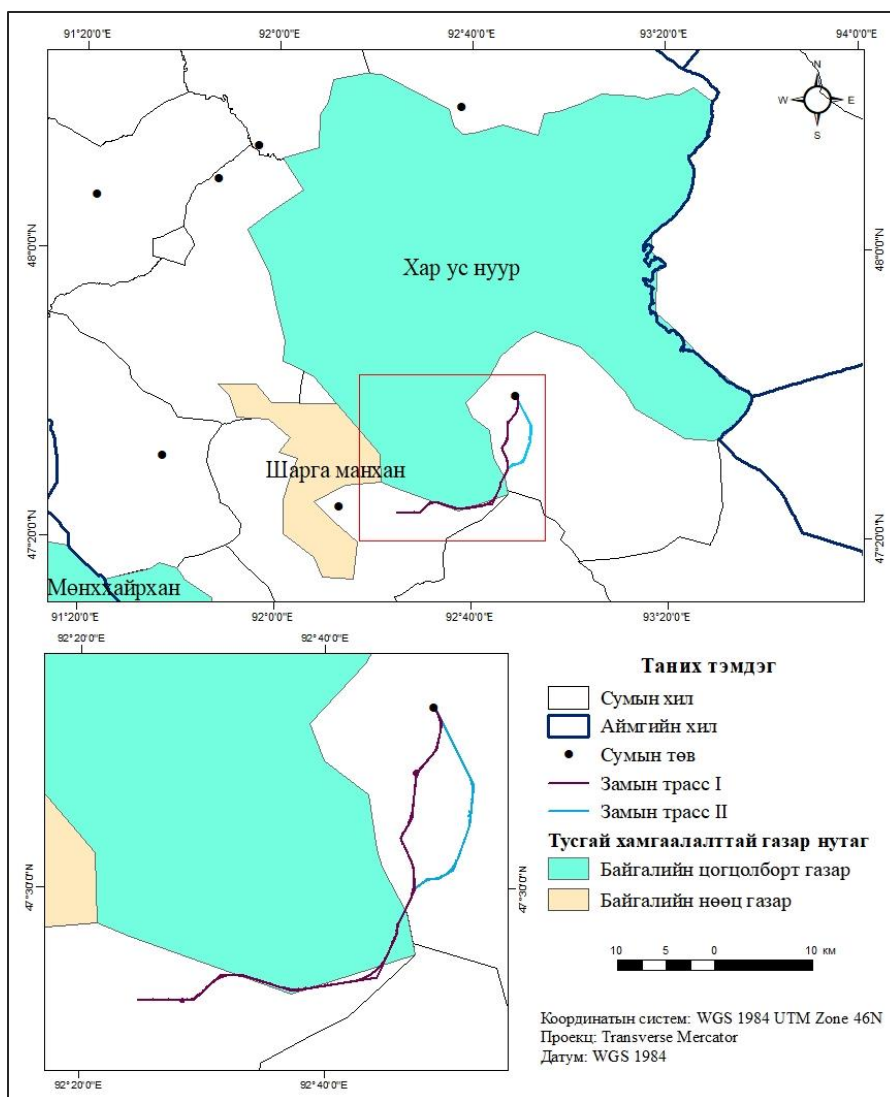 91°20'0"E
92°0'0"E
92°40'0"E
93°20'0"E
94°0'0"E
N
W
E
S
48°0'0"N
48°0'0"N
Хар ус нуур
Шарга манхан
47°20'0"N
47°20'0"N
Мөнххайрхан
91°20'0"E
92°0'0"E
92°40'0"E
93°20'0"E
92°20'0"E
92°40'0"E
47°30'0"N
47°30'0"N
92°20'0"E
92°40'0"E
Таних тэмдэг
Сумын хил
Аймгийн хил
Сумын төв
Замын трасс I
Замын трасс II
Тусгай хамгаалалттай газар нутаг
Байгалийн цогцолборт газар
Байгалийн нөөц газар
10 5 0 10 км
Координатын систем: WGS 1984 UTM Zone 46N
Проекц: Transverse Mercator
Датум: WGS 1984